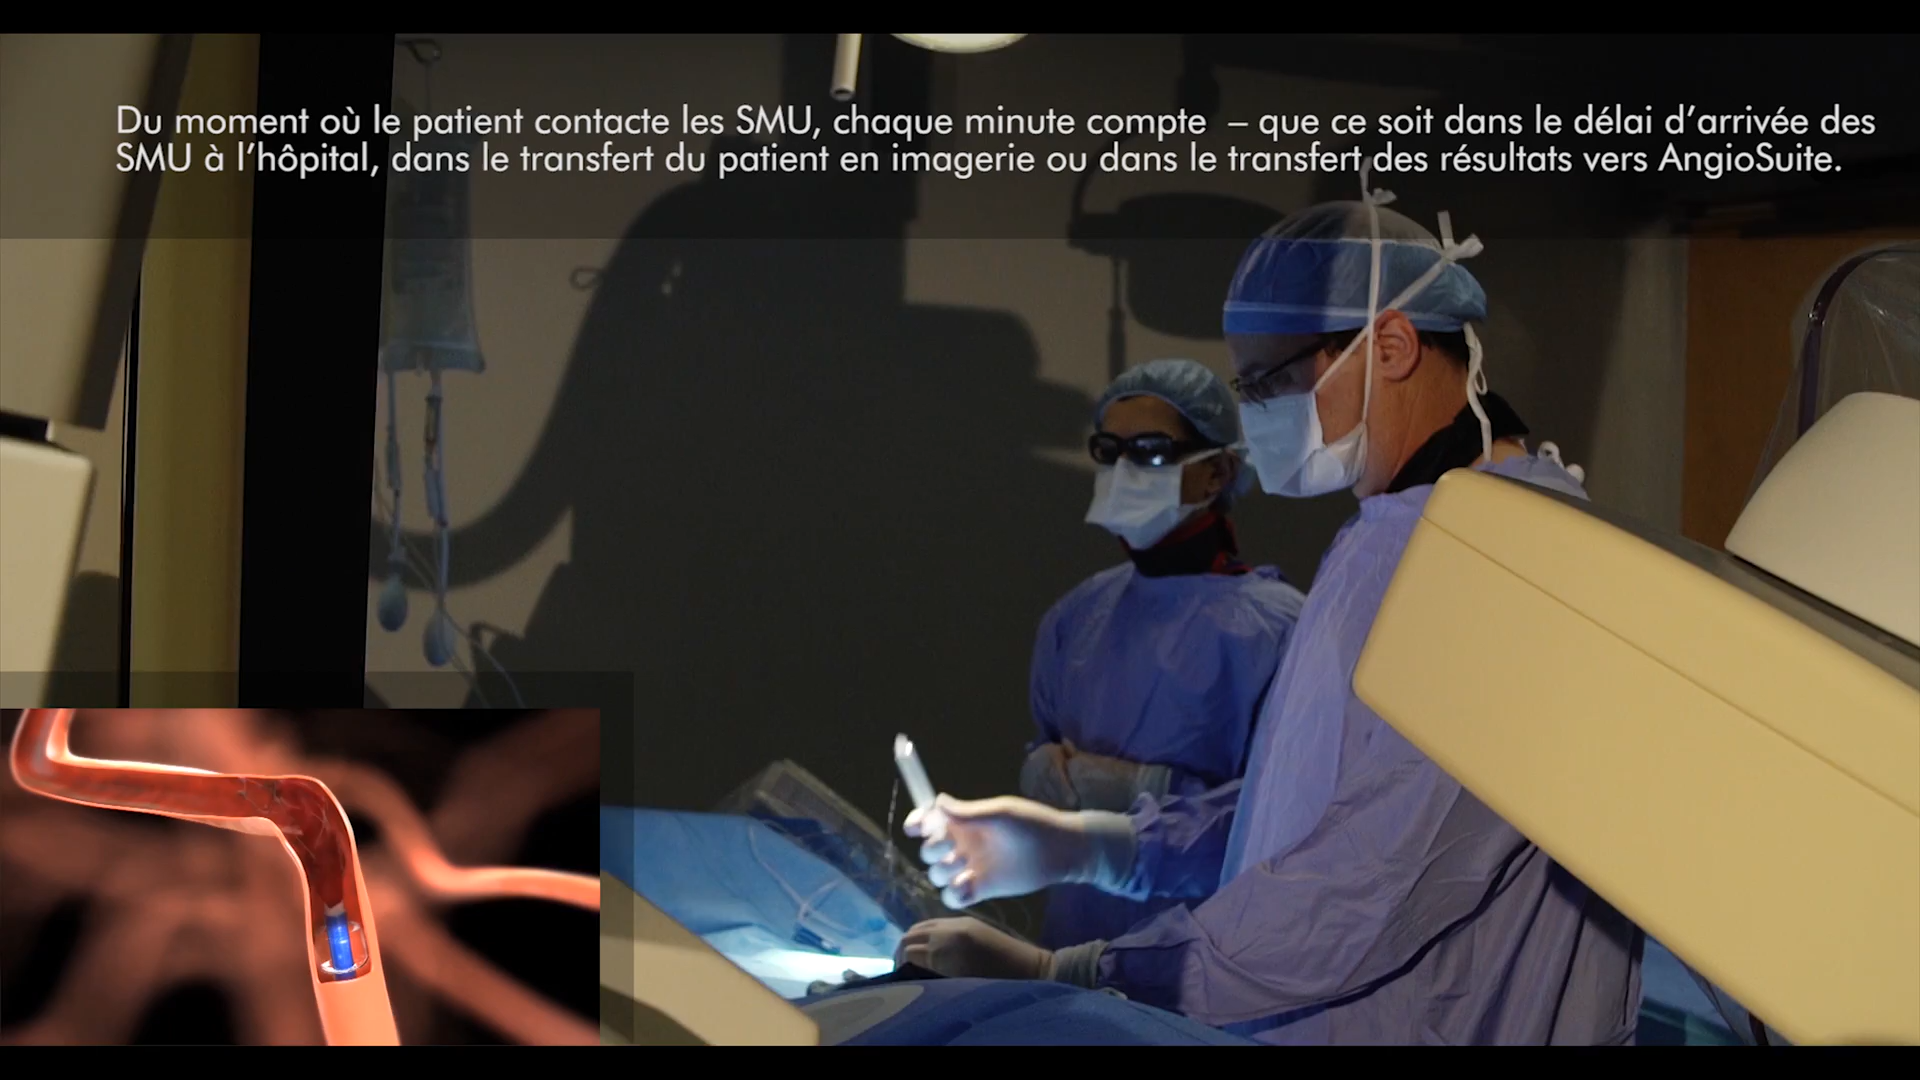 Du moment où le patient contacte les SMU, chaque minute compte  – que ce soit dans le délai d’arrivée des
SMU à l’hôpital, dans le transfert du patient en imagerie ou dans le transfert des résultats vers AngioSuite.